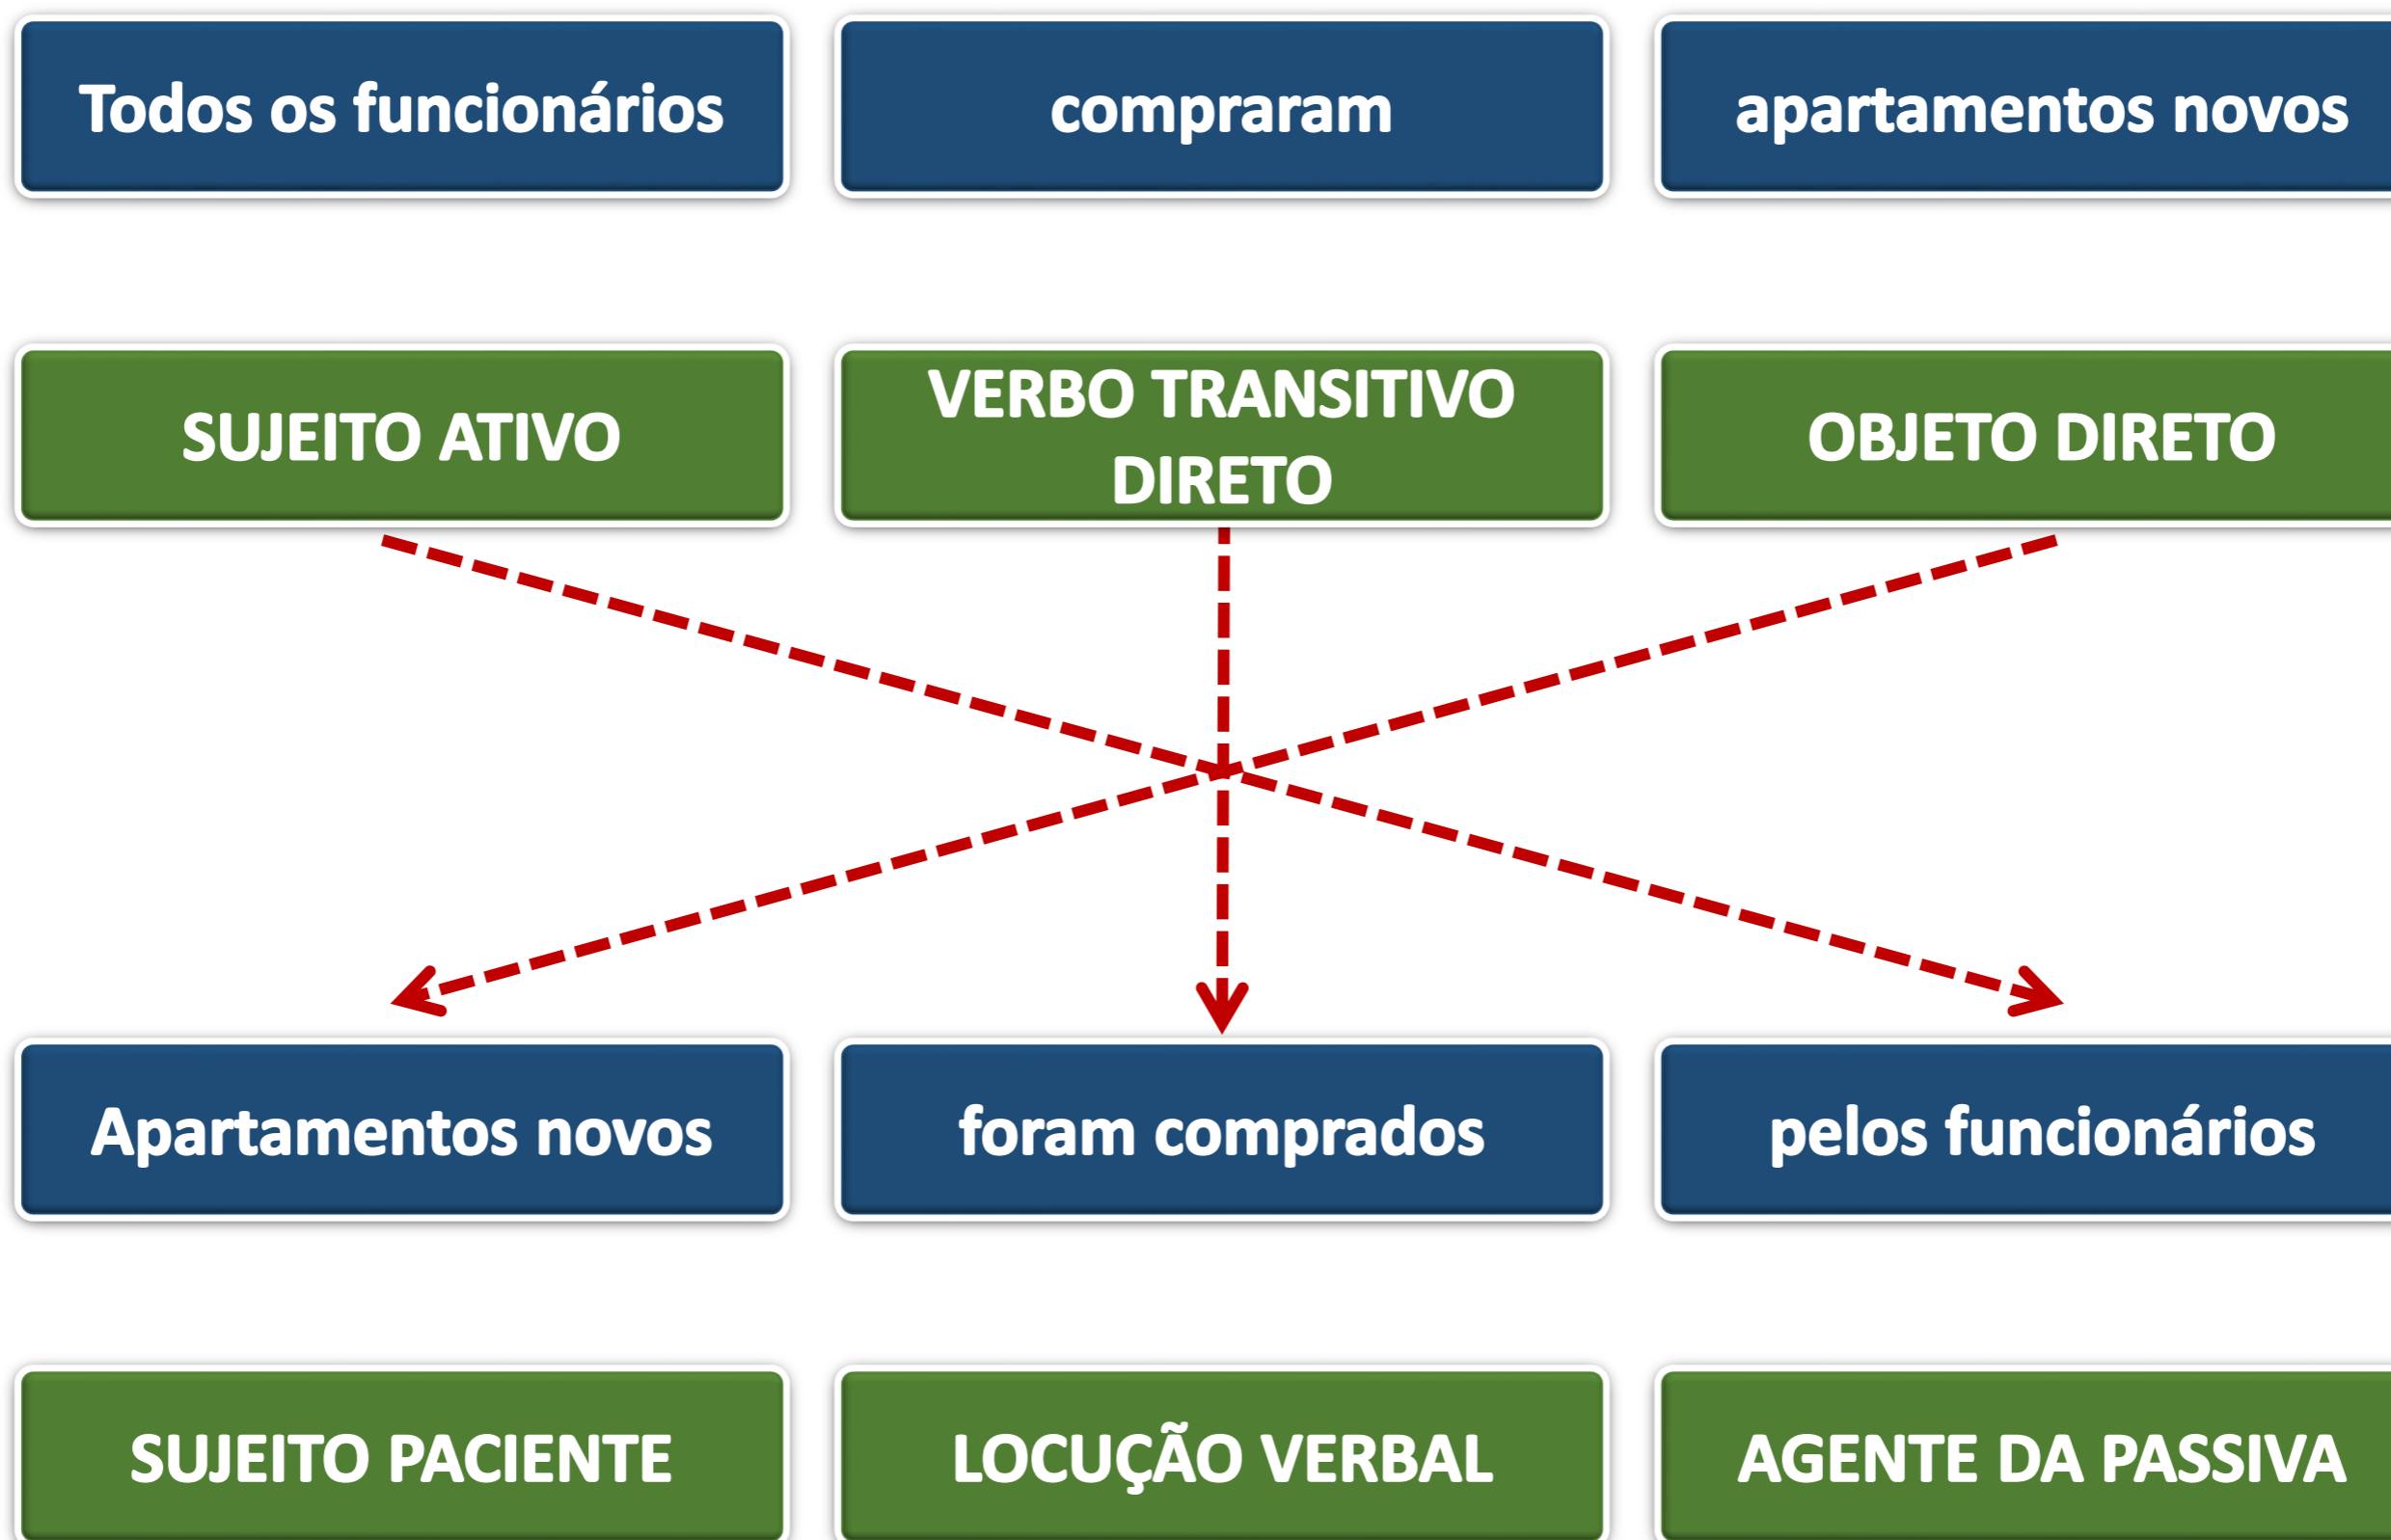 Todos os funcionários
compraram
apartamentos novos
SUJEITO ATIVO
VERBO TRANSITIVO
DIRETO
OBJETO DIRETO
Apartamentos novos
foram comprados
pelos funcionários
SUJEITO PACIENTE
LOCUÇÃO VERBAL
AGENTE DA PASSIVA